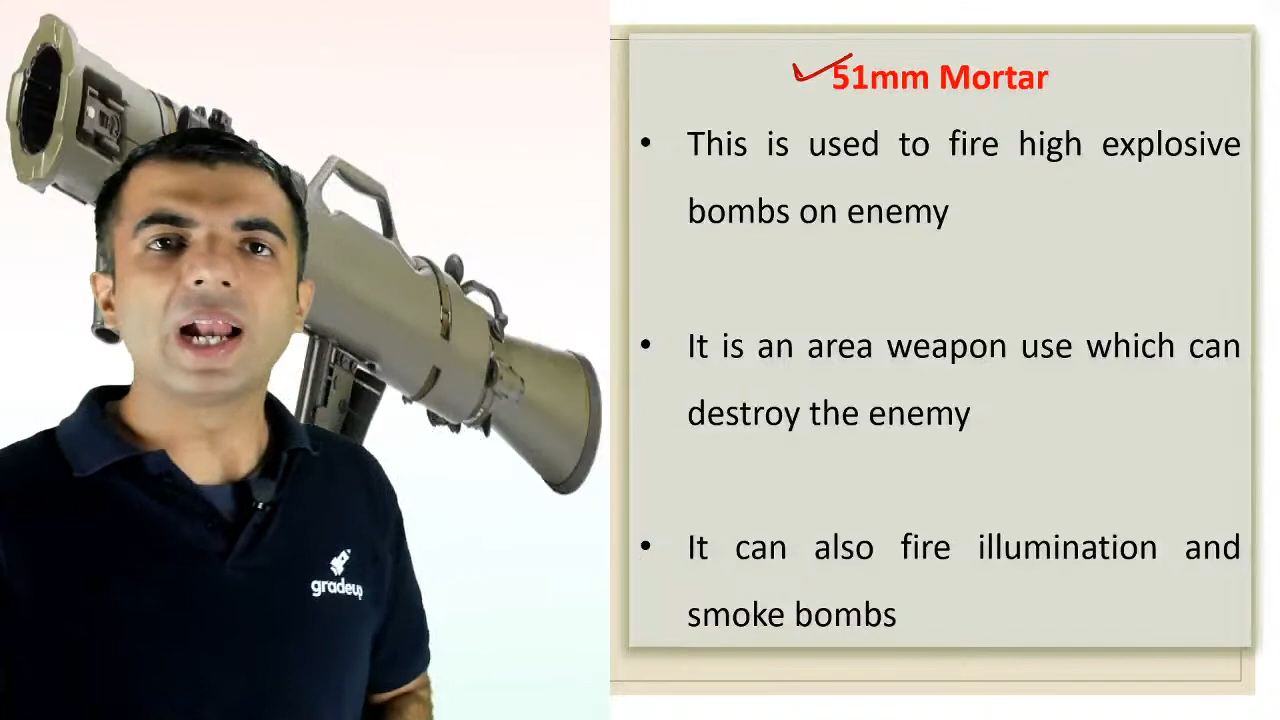 51mm Mortar
• This is used to fire high explosive
bombs on enemy
• It is an area weapon use which can
destroy the enemy
• It can also fire illumination and
smoke bombs
gradeup